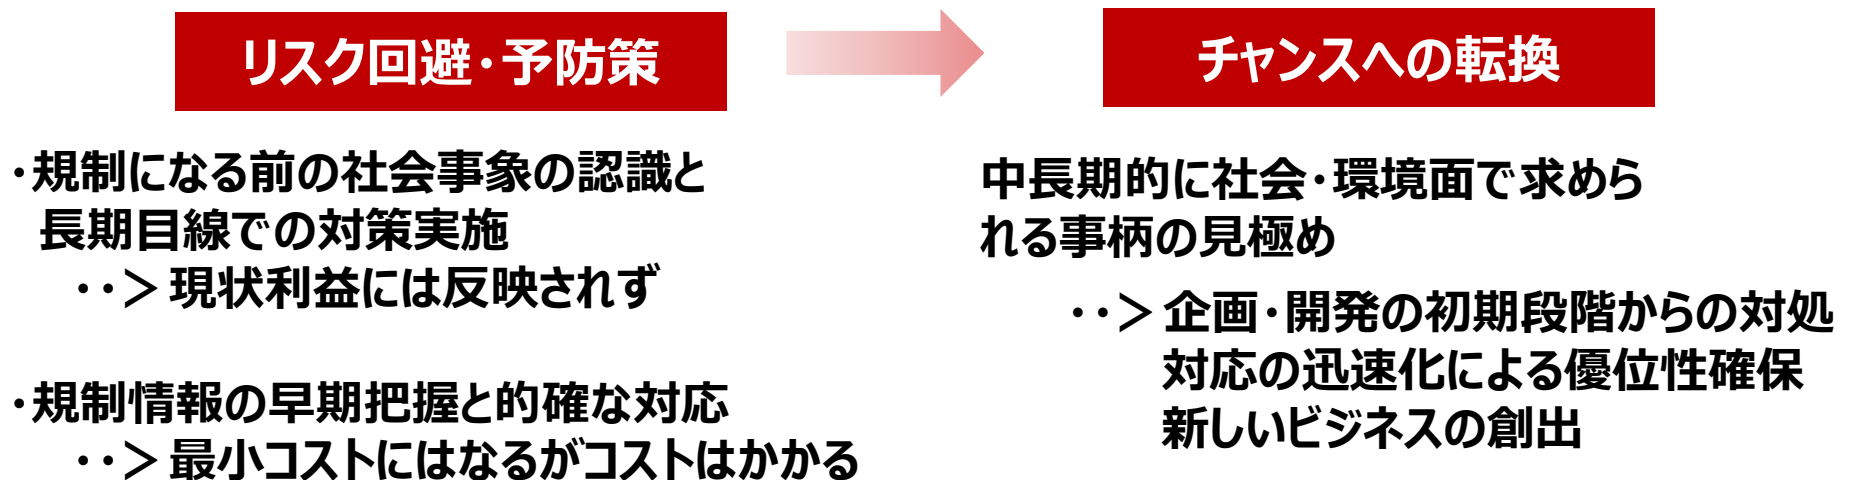 リスク回避・予防策
・規制になる前の社会事象の認識と
長期目線での対策実施
・・＞現状利益には反映されず
・規制情報の早期把握と的確な対応
・・＞最小コストにはなるがコストはかかる
チャンスへの転換
中長期的に社会・環境面で求めら
れる事柄の見極め
・・＞企画・開発の初期段階からの対処
対応の迅速化による優位性確保
新しいビジネスの創出